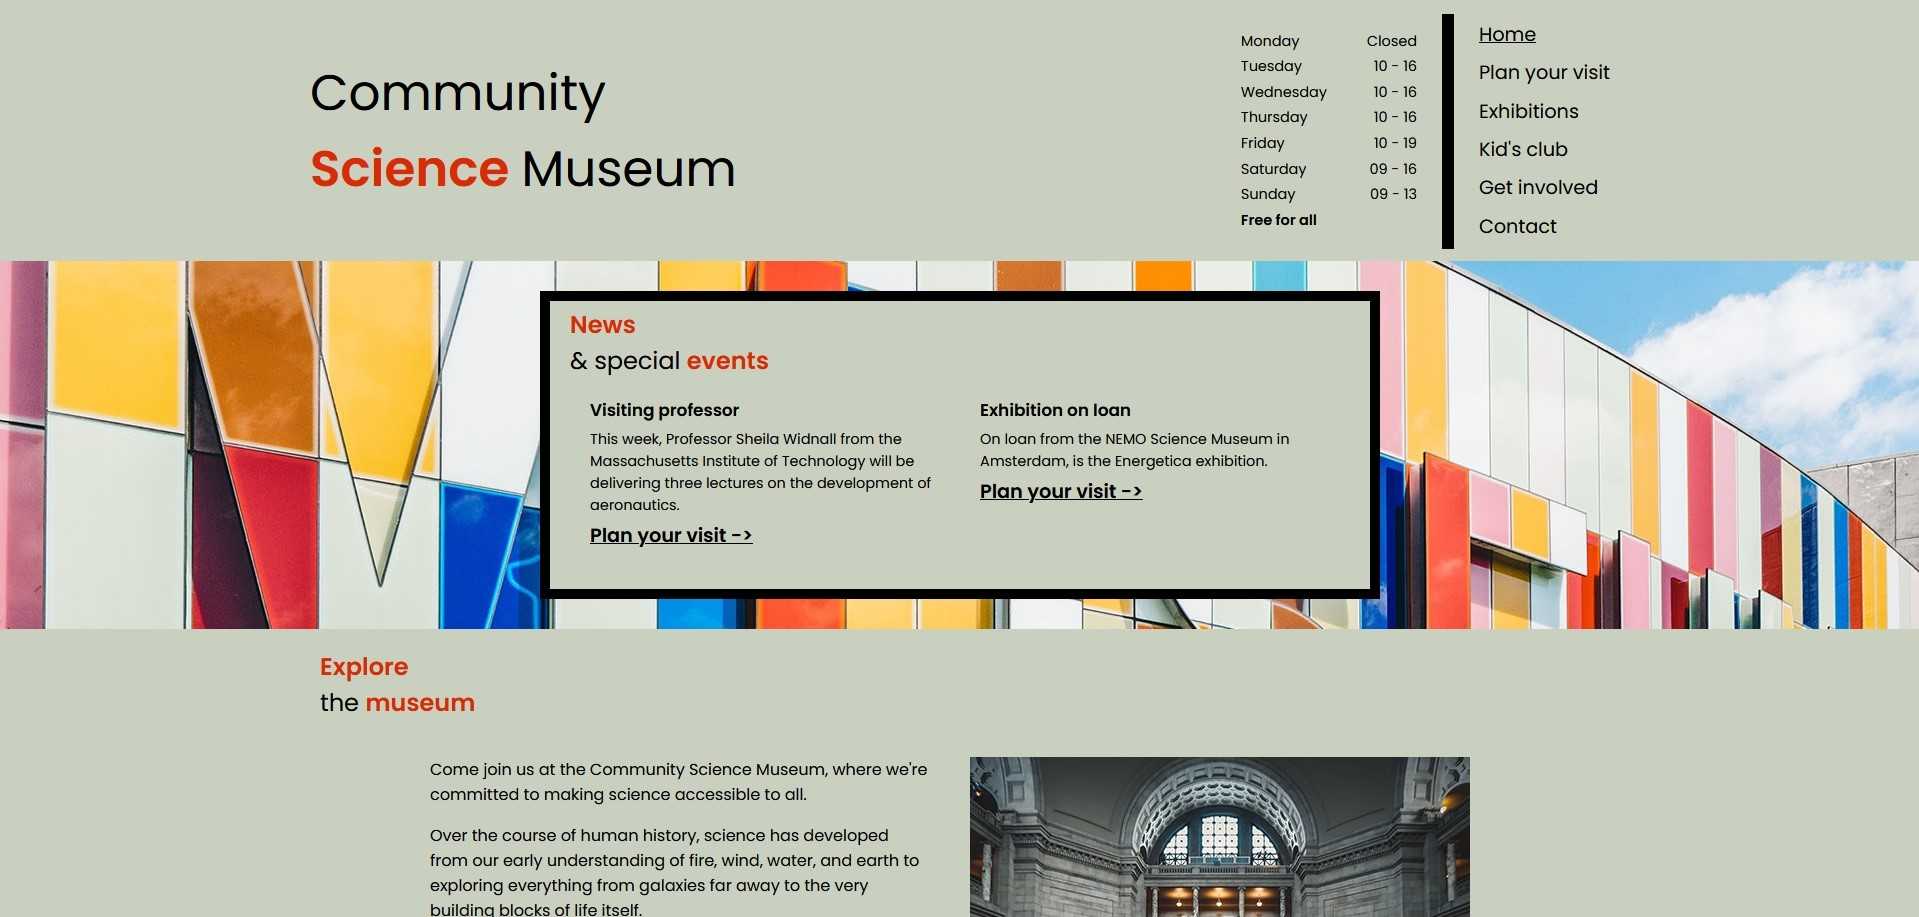 Community
Science Museum
Monday Closed
Tuesday 10 - 16
Wednesday 10 - 16
Thursday 10 - 16
Friday 10 - 19
Saturday 09 - 16
Sunday 09 - 13
Free for all
Home
Plan your visit
Exhibitions
Kid's club
Get involved
Contact
News
& special events
Visiting professor
This week, Professor Sheila Widnall from the
Massachusetts Institute of Technology will be
delivering three lectures on the development of
aeronautics.
Plan your visit ->
Exhibition on loan
On loan from the NEMO Science Museum in
Amsterdam, is the Energetica exhibition.
Plan your visit ->
Explore
the museum
Come join us at the Community Science Museum, where we're
committed to making science accessible to all.
Over the course of human history, science has developed
from our early understanding of fire, wind, water, and earth to
exploring everything from galaxies far away to the very
building blocks of life itself.